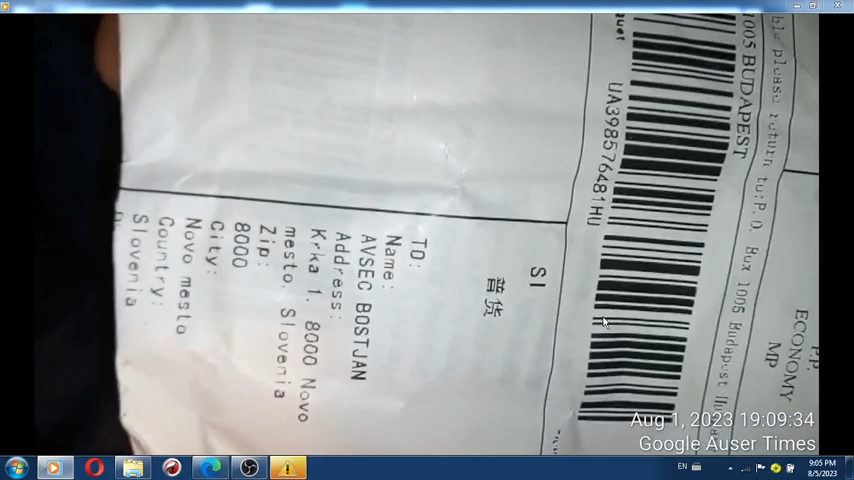 ble please return to:P.O. Box 1005 Budapest
1005 BUDAPEST
P.P.
ECONOMY
MP
UA398576481HU
SI
普货
TO:
Name:
AVSEC BOSTJAN
Address:
Krka 1. 8000 Novo
mesto, Slovenia
Zip:
8000
City:
Novo mesto
Country:
Slovenia
Aug 1, 2023 19:09:34
Google Auser Times
EN
9:05 PM
8/5/2023